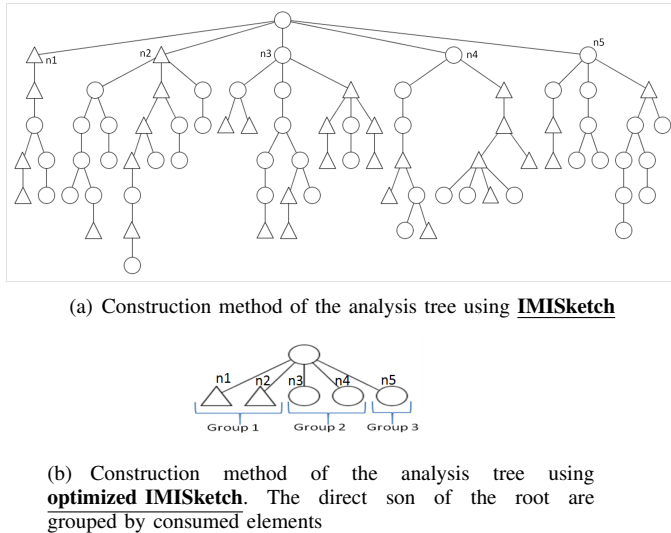 n1
n2
n3
n4
n5
(a) Construction method of the analysis tree using IMISketch
n1
n2
n3
n4
n5
Group 1
Group 2
Group 3
(b) Construction method of the analysis tree using
optimized IMISketch. The direct son of the root are
grouped by consumed elements